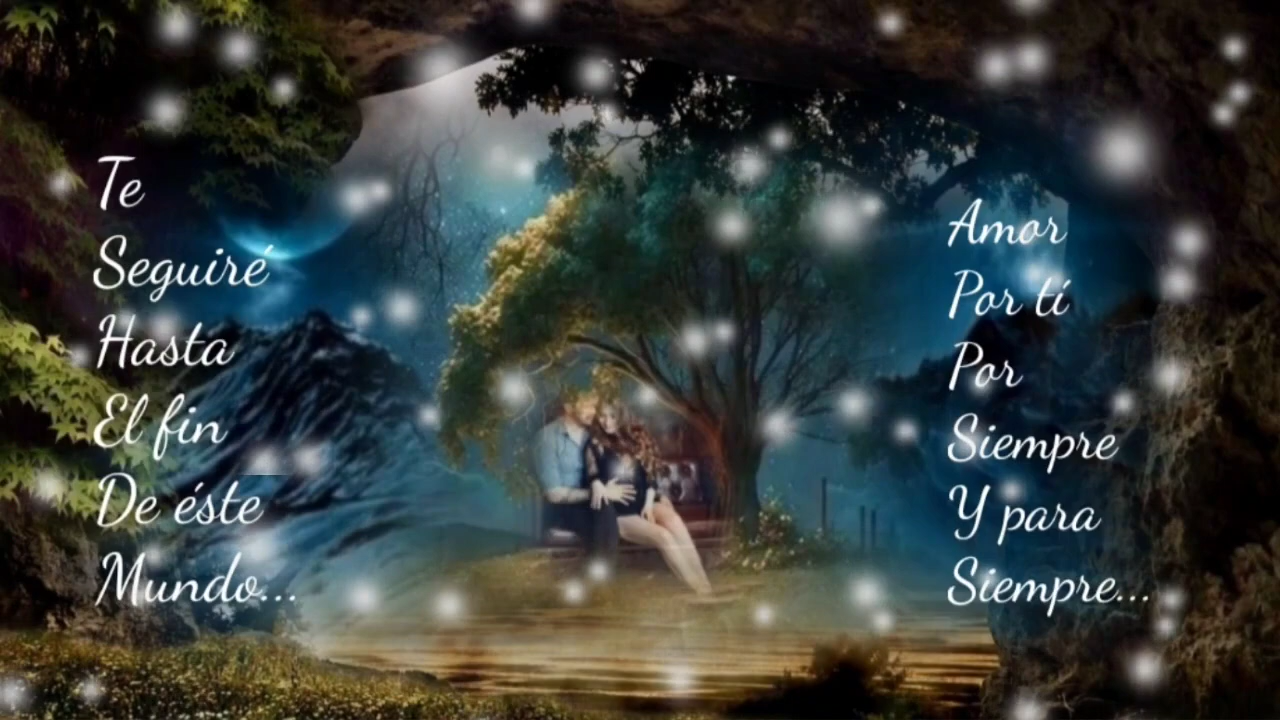 Te
Seguiré
Hasta
El fin
De éste
Mundo...
Amor
Por tí
Por
Siempre
Y para
Siempre...